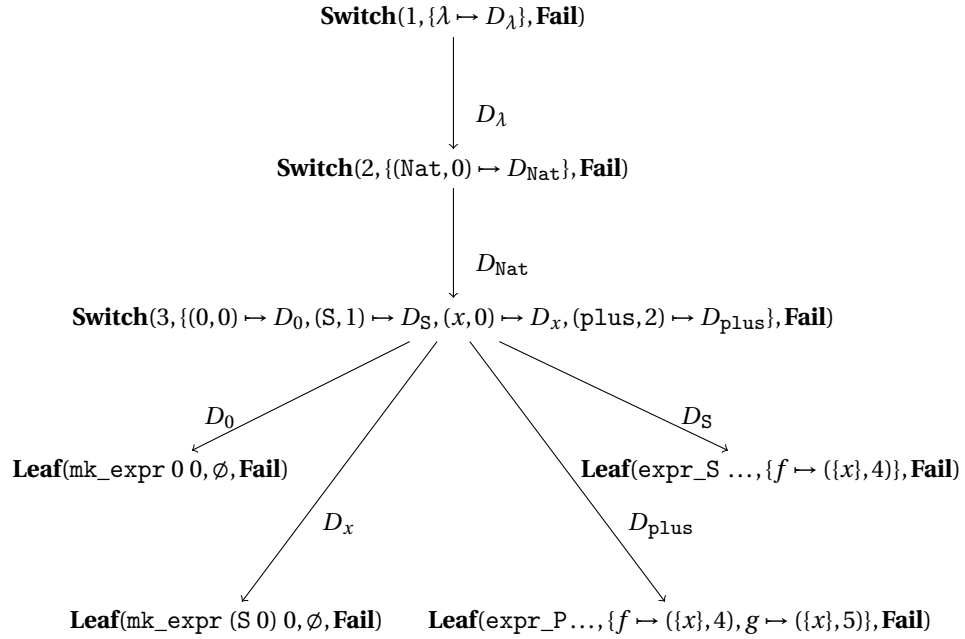 Switch(1, {λ ↦ D_λ}, Fail)
D_λ
Switch(2, {(Nat, 0) ↦ D_Nat}, Fail)
D_Nat
Switch(3, {(0, 0) ↦ D_0, (S, 1) ↦ D_S, (x, 0) ↦ D_x, (plus, 2) ↦ D_plus}, Fail)
D_0 D_S
Leaf(mk_expr 0 0, ∅, Fail) Leaf(expr_S …, {f ↦ ({x}, 4)}, Fail)
D_x D_plus
Leaf(mk_expr (S 0) 0, ∅, Fail) Leaf(expr_P…, {f ↦ ({x}, 4), g ↦ ({x}, 5)}, Fail)